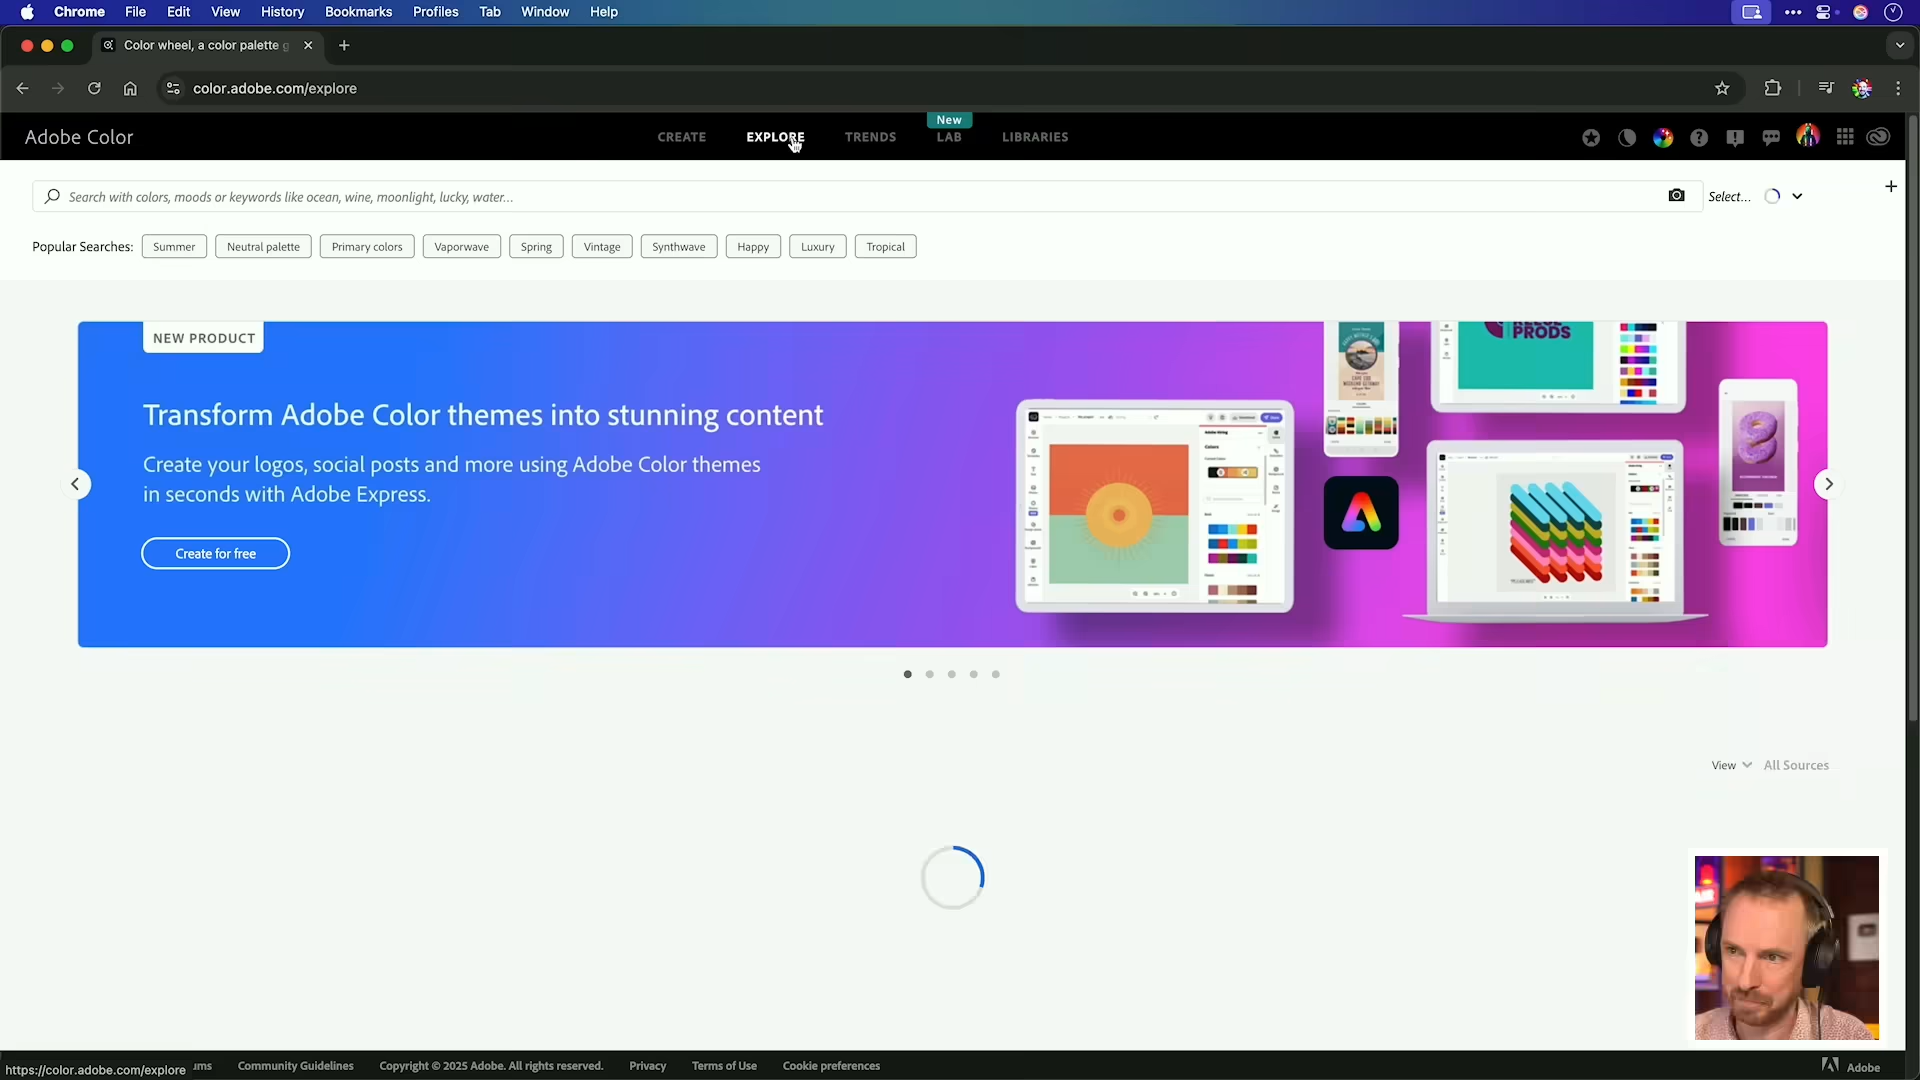 Chrome File Edit View History Bookmarks Profiles Tab Window Help
Color wheel, a color palette g
color.adobe.com/explore
Adobe Color
CREATE
EXPLORE
TRENDS
New
LAB
LIBRARIES
Search with colors, moods or keywords like ocean, wine, moonlight, lucky, water...
Select...
Popular Searches:
Summer
Neutral palette
Primary colors
Vaporwave
Spring
Vintage
Synthwave
Happy
Luxury
Tropical
NEW PRODUCT
Transform Adobe Color themes into stunning content
Create your logos, social posts and more using Adobe Color themes
in seconds with Adobe Express.
Create for free
PRODS
View
All Sources
https://color.adobe.com/explore
Community Guidelines
Copyright © 2025 Adobe. All rights reserved.
Privacy
Terms of Use
Cookie preferences
Adobe